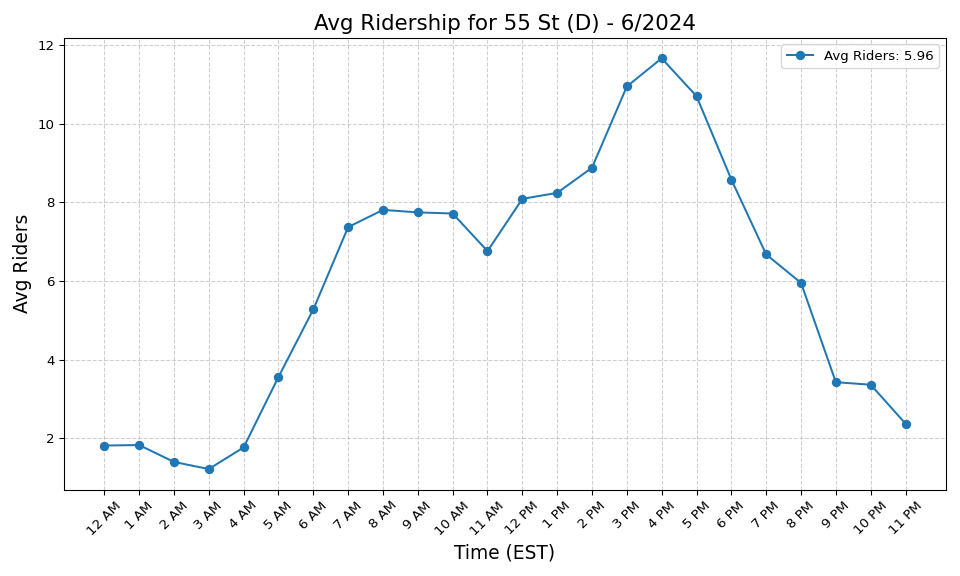 Avg Ridership for 55 St (D) - 6/2024
Avg Riders: 5.96
Avg Riders
12
10
8
6
4
2
12 AM
1 AM
2 AM
3 AM
4 AM
5 AM
6 AM
7 AM
8 AM
9 AM
10 AM
11 AM
12 PM
1 PM
2 PM
3 PM
4 PM
5 PM
6 PM
7 PM
8 PM
9 PM
10 PM
11 PM
Time (EST)